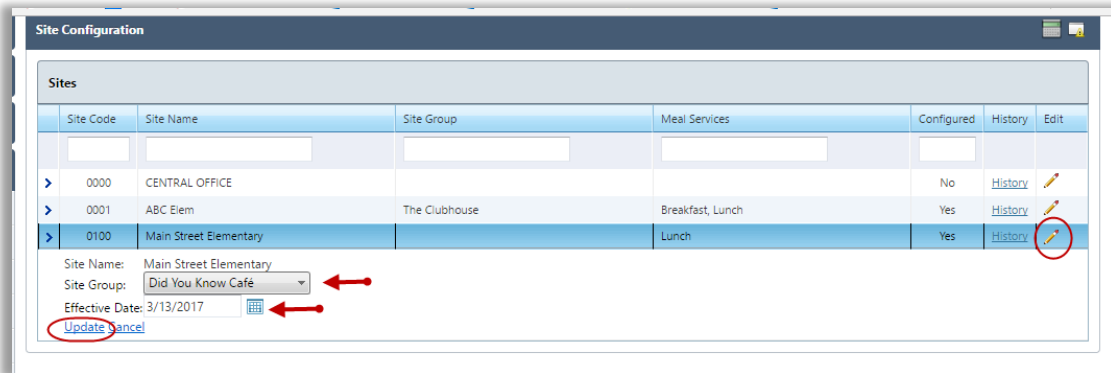 Site Configuration
Sites
Site Code Site Name Site Group Meal Services Configured History Edit
0000 CENTRAL OFFICE No History
0001 ABC Elem The Clubhouse Breakfast, Lunch Yes History
0100 Main Street Elementary Lunch Yes History
Site Name: Main Street Elementary
Site Group: Did You Know Café
Effective Date: 3/13/2017
Update Cancel